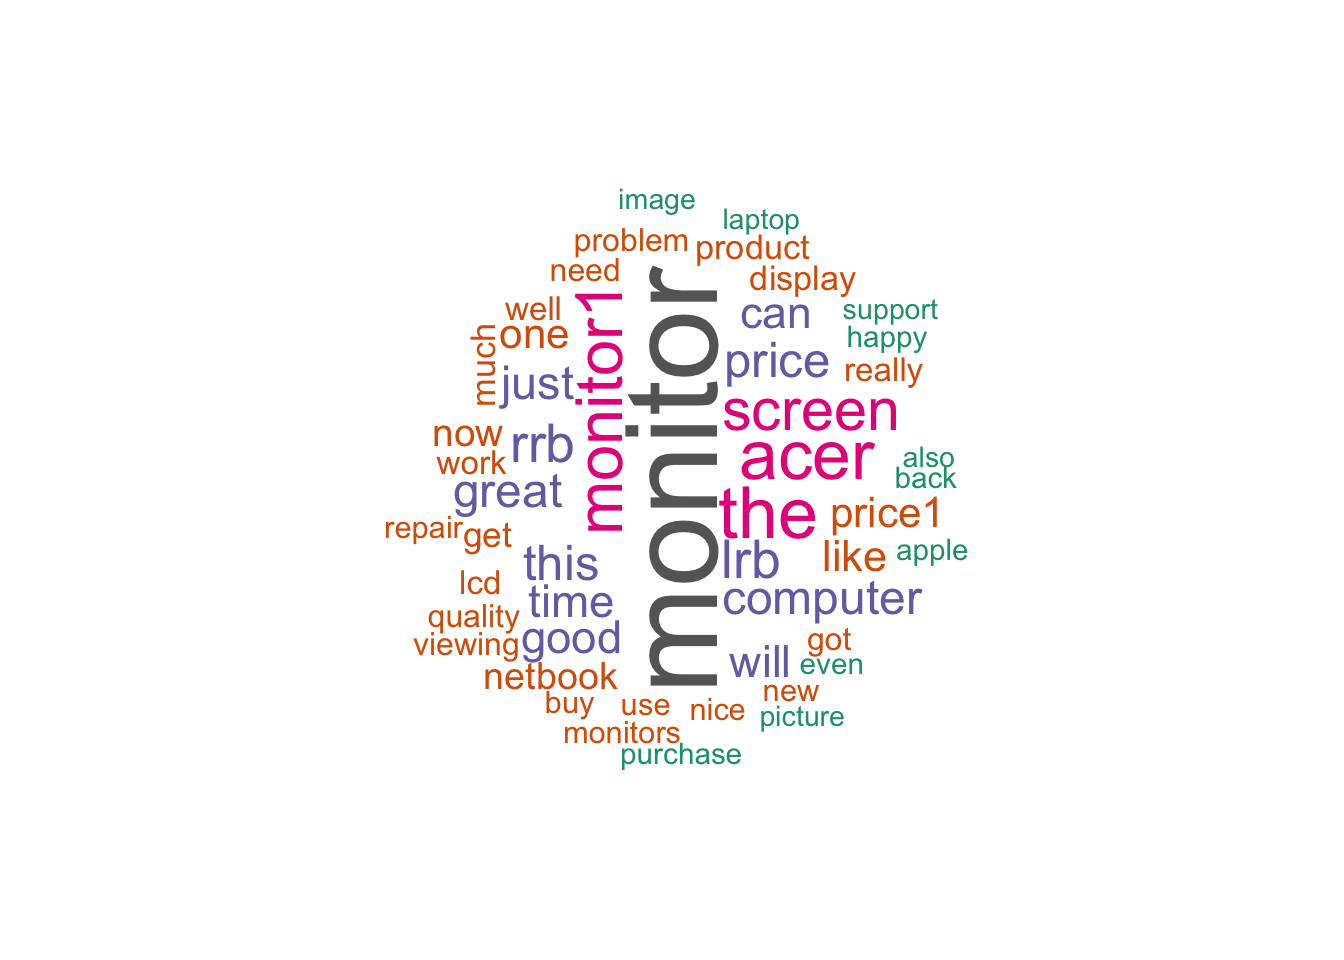 image
laptop
problem
product
need
display
well
can
support
one
happy
much
price
really
just
monitor1
monitor
screen
now
rrb
acer
work
also
back
great
the
price1
repair
get
lrb
like
apple
this
lcd
time
computer
quality
good
viewing
will
got
even
netbook
new
buy
use
nice
picture
monitors
purchase